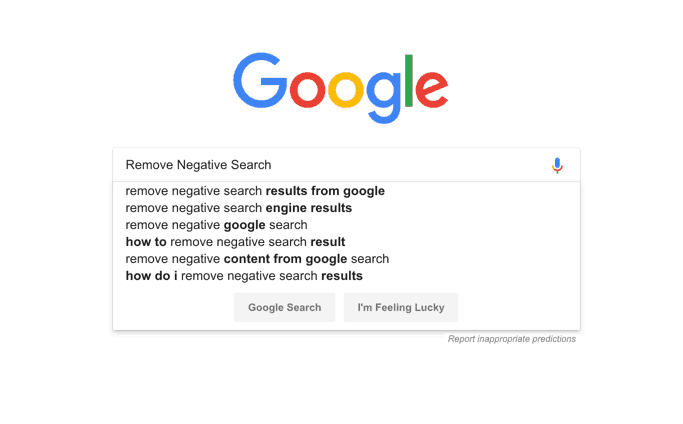 Google
Remove Negative Search
remove negative search results from google
remove negative search engine results
remove negative google search
how to remove negative search result
remove negative content from google search
how do i remove negative search results
Google Search
I'm Feeling Lucky
Report inappropriate predictions